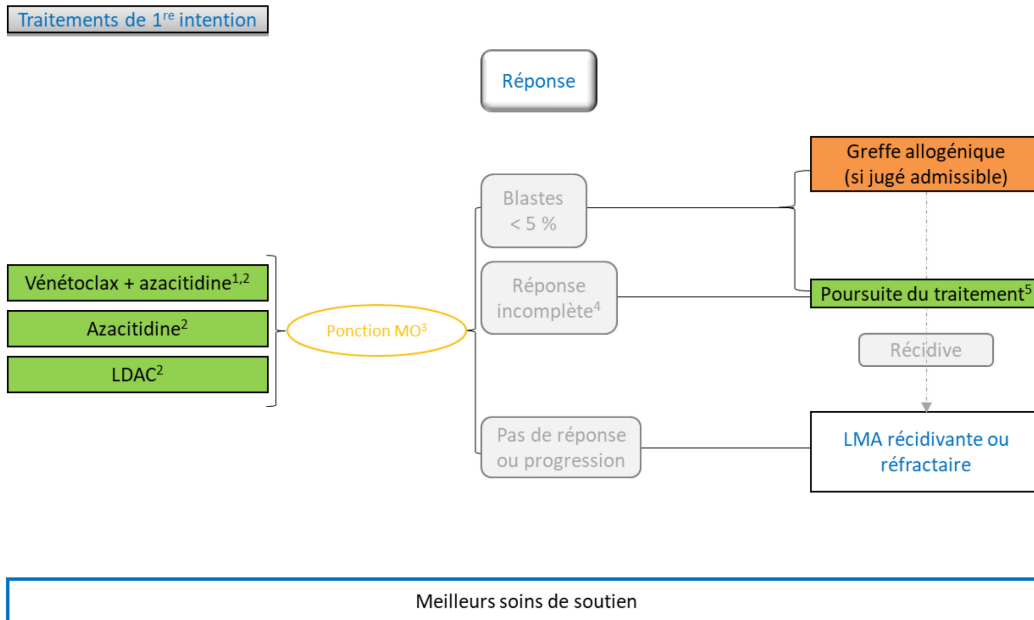 Traitements de 1re intention
Réponse
Greffe allogénique
(si jugé admissible)
Blastes
< 5 %
Vénétoclax + azacitidine1,2
Réponse
incomplète4
Poursuite du traitement5
Azacitidine2
Ponction MO3
Récidive
LDAC2
Pas de réponse
ou progression
LMA récidivante ou
réfractaire
Meilleurs soins de soutien